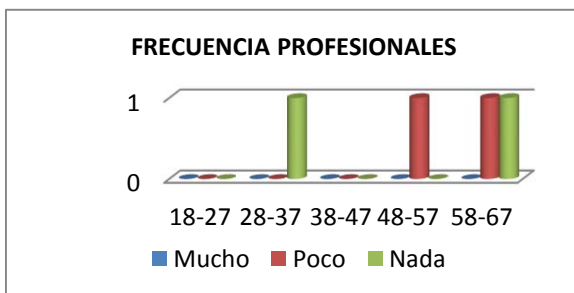 FRECUENCIA PROFESIONALES
1
0
18-27 28-37 38-47 48-57 58-67
Mucho Poco Nada